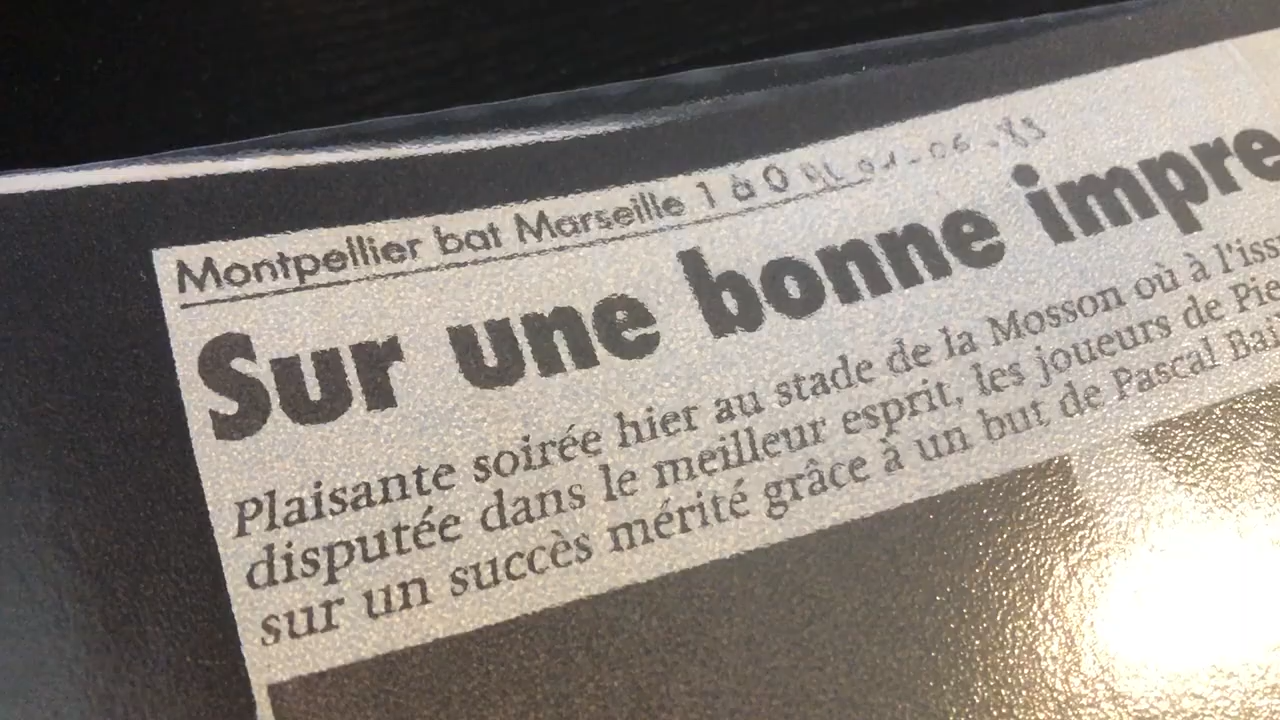 Montpellier bat Marseille 1 à 0
Sur une bonne impre
Plaisante soirée hier au stade de la Mosson où à l'iss
disputée dans le meilleur esprit, les joueurs de Pie
sur un succès mérité grâce à un but de Pascal Bai